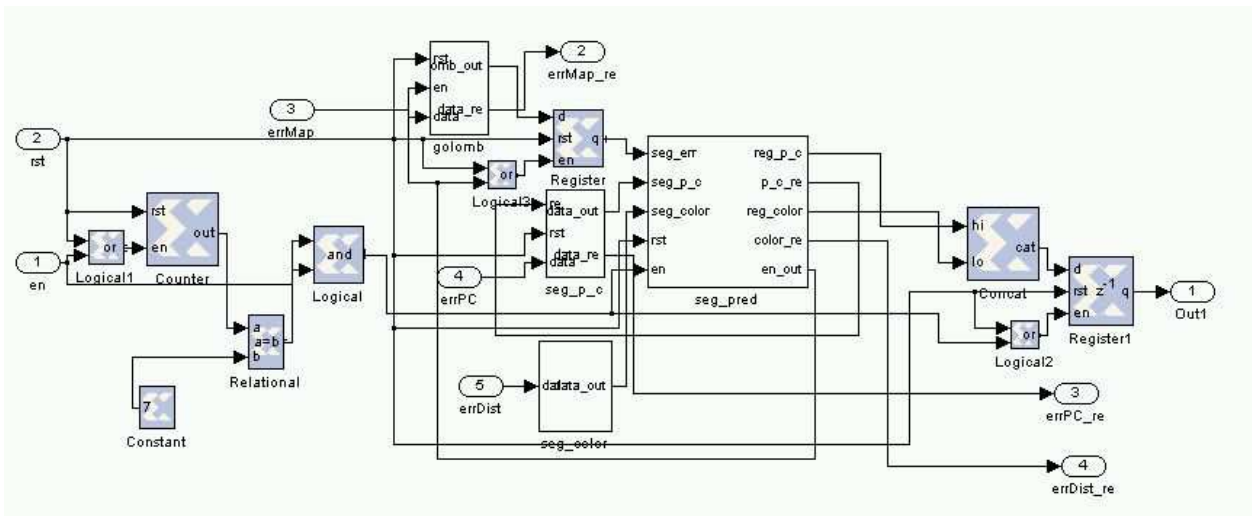 2
rst
1
en
or
Logical1
rst
en
out
Counter
7
Constant
a
b
a=b
Relational
and
Logical
3
errMap
rst
en
data
omb_out
data_re
golomb
2
errMap_re
or
Logical3
d
rst
en
q
Register
4
errPC
re
rst
data
data_out
data_re
seg_p_c
5
errDist
data_out
seg_color
seg_err
seg_p_c
seg_color
rst
en
reg_p_c
p_c_re
reg_color
color_re
en_out
seg_pred
hi
lo
cat
Concat
or
Logical2
d
rst
en
z-1
q
Register1
1
Out1
3
errPC_re
4
errDist_re